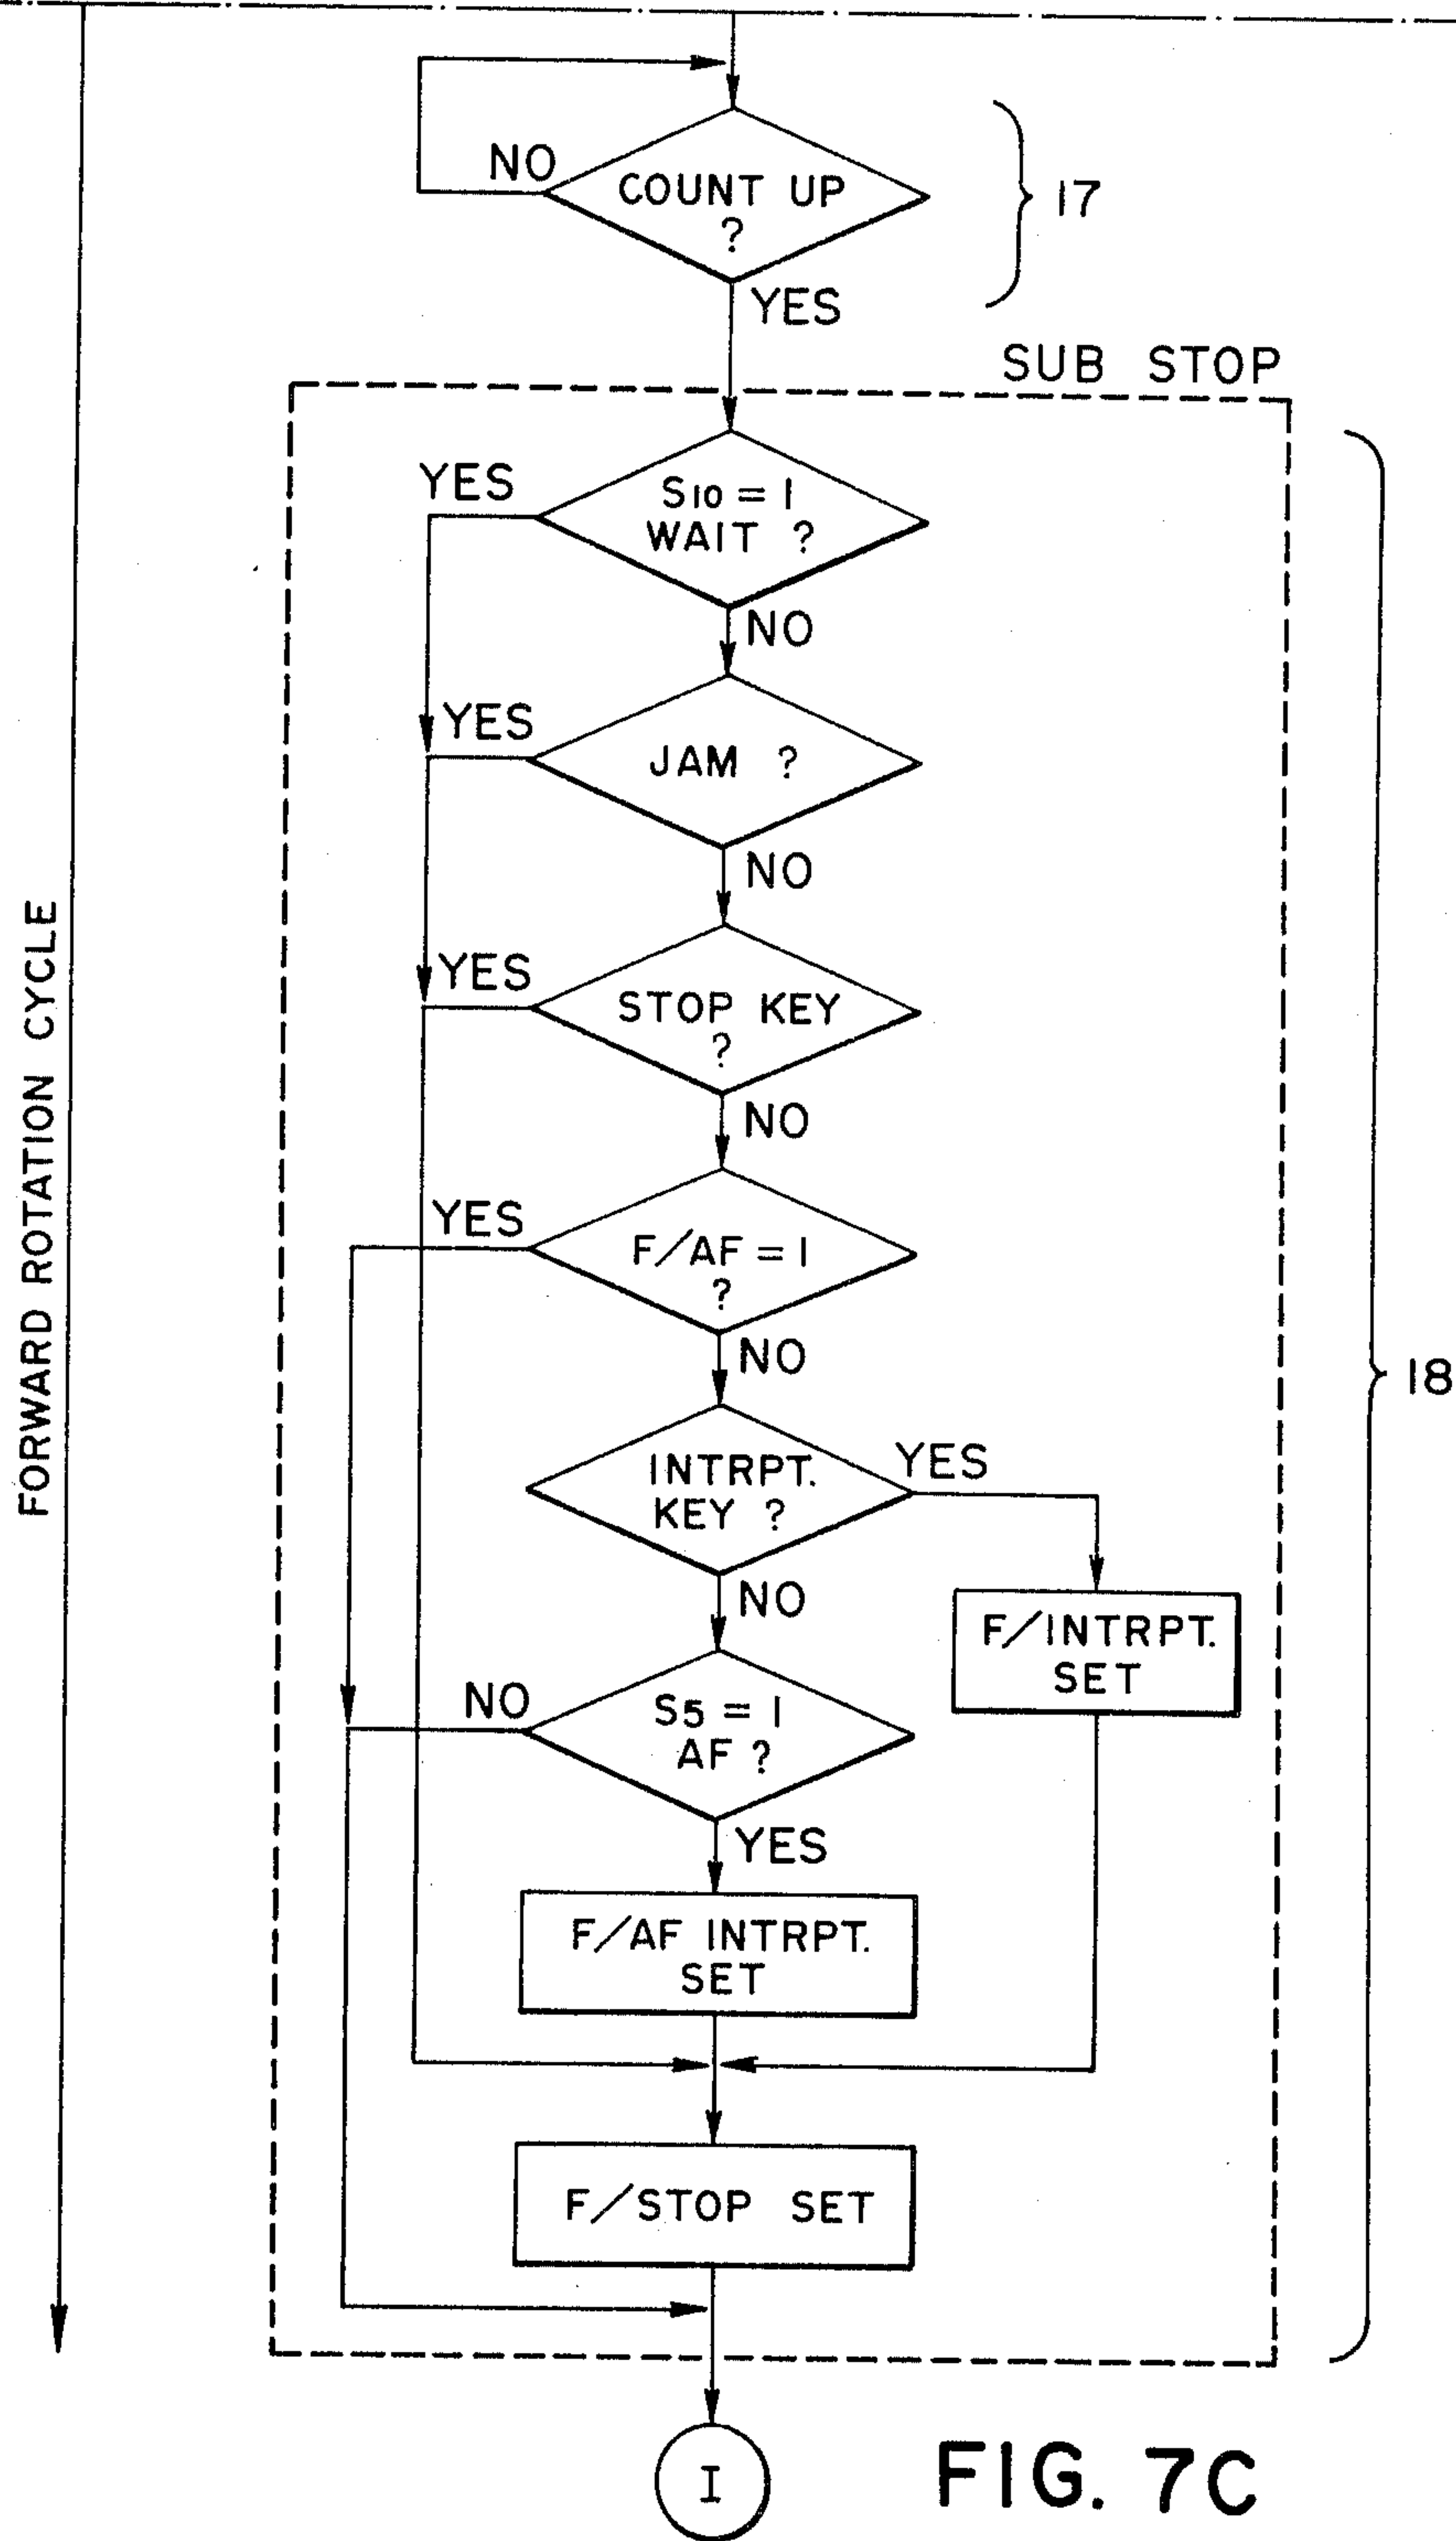 NO
COUNT UP
?
17
YES
SUB STOP
YES
S10 = 1
WAIT ?
NO
YES
JAM ?
NO
YES
STOP KEY
?
NO
YES
F/AF = 1
?
NO
INTRPT.
KEY ?
YES
NO
F/INTRPT.
SET
NO
S5 = 1
AF ?
YES
F/AF INTRPT.
SET
F/STOP SET
FORWARD ROTATION CYCLE
18
I
FIG. 7C